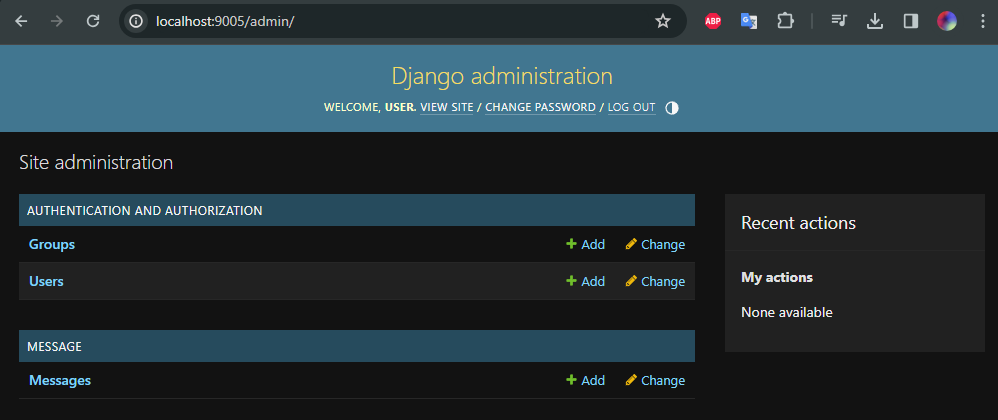 localhost:9005/admin/
ABP
Django administration
WELCOME, USER. VIEW SITE / CHANGE PASSWORD / LOG OUT
Site administration
AUTHENTICATION AND AUTHORIZATION
Groups Add Change
Users Add Change
MESSAGE
Messages Add Change
Recent actions
My actions
None available